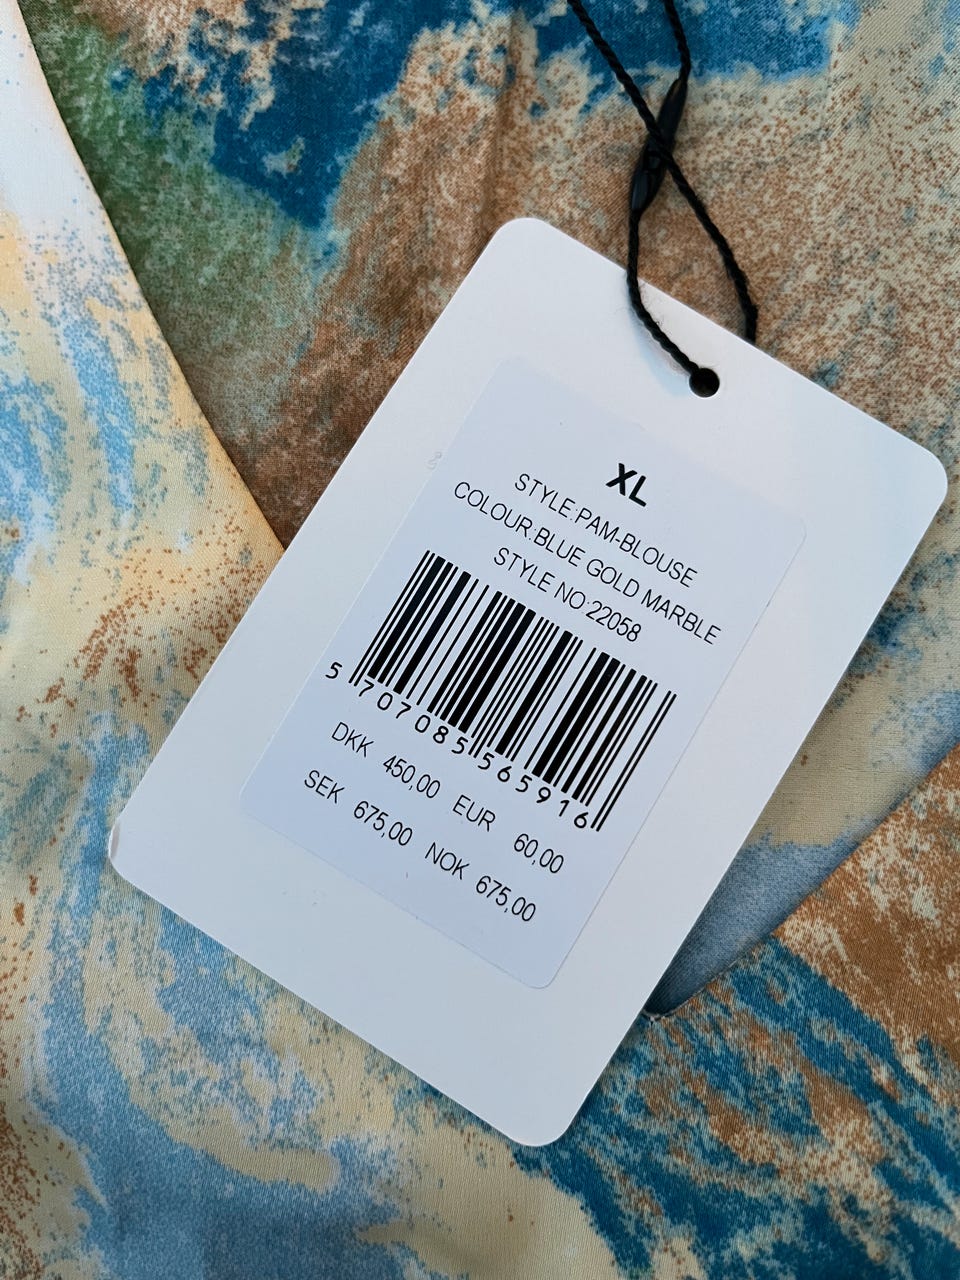 XL
STYLE:PAM-BLOUSE
COLOUR:BLUE GOLD MARBLE
STYLE NO:22058
5 707085 565916
DKK 450,00 EUR 60,00
SEK 675,00 NOK 675,00